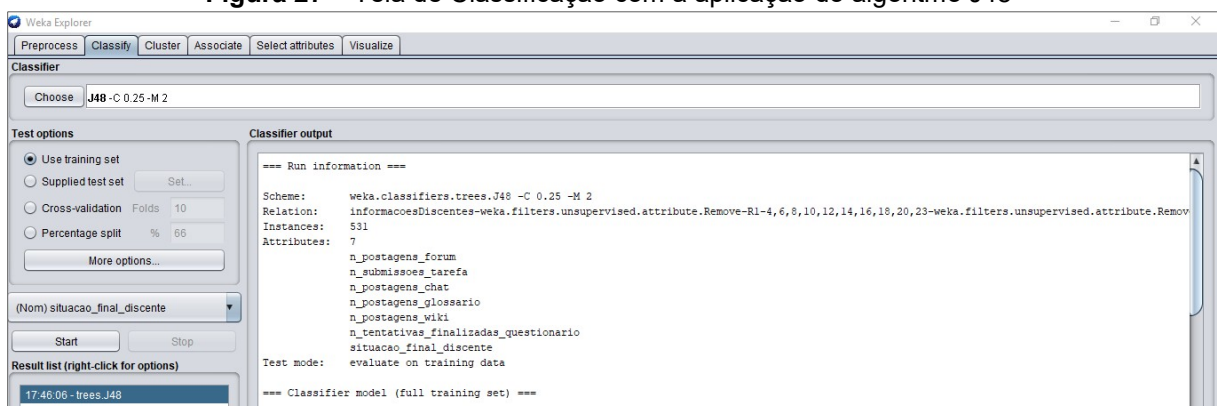 Weka Explorer
Preprocess Classify Cluster Associate Select attributes Visualize
Classifier
Choose J48 -C 0.25 -M 2
Test options
Use training set
Supplied test set Set...
Cross-validation Folds 10
Percentage split % 66
More options...
(Nom) situacao_final_discente
Start Stop
Result list (right-click for options)
17:46:06 - trees.J48
Classifier output
=== Run information ===
Scheme: weka.classifiers.trees.J48 -C 0.25 -M 2
Relation: informacoesDiscentes-weka.filters.unsupervised.attribute.Remove-R1-4,6,8,10,12,14,16,18,20,23-weka.filters.unsupervised.attribute.Remov
Instances: 531
Attributes: 7
n_postagens_forum
n_submissoes_tarefa
n_postagens_chat
n_postagens_glossario
n_postagens_wiki
n_tentativas_finalizadas_questionario
situacao_final_discente
Test mode: evaluate on training data
=== Classifier model (full training set) ===